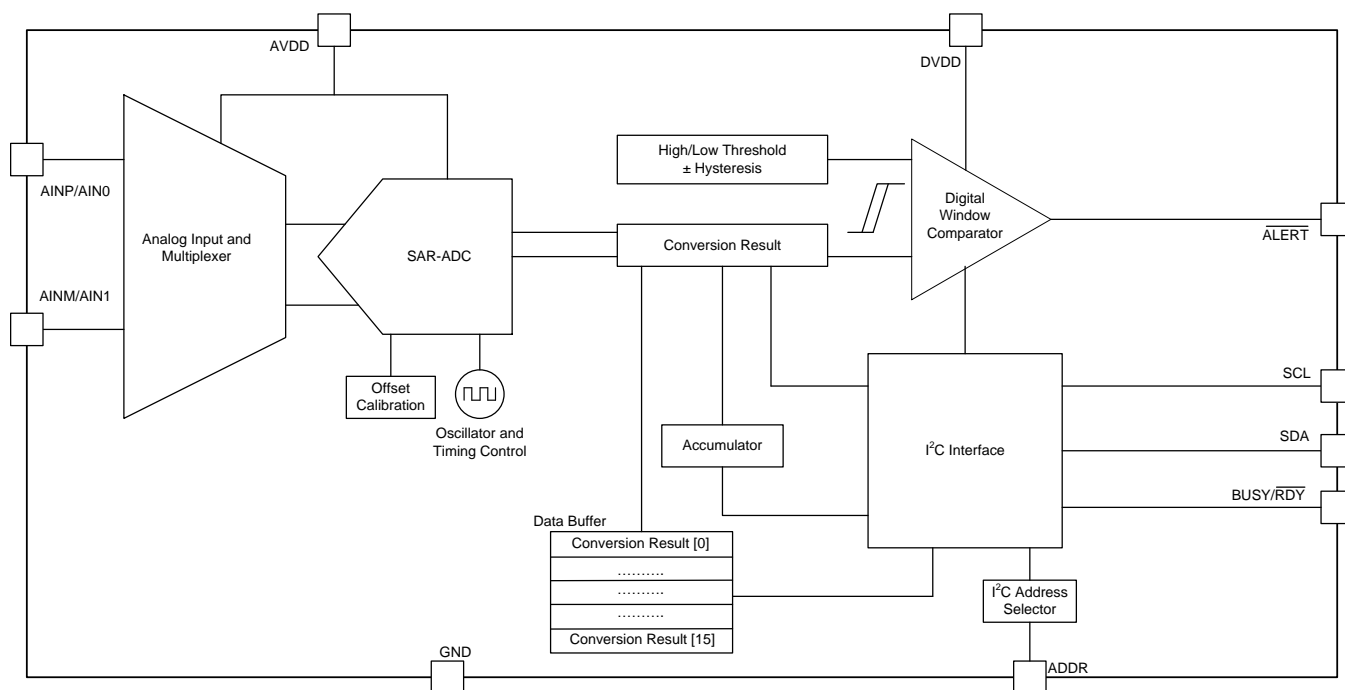 AVDD
DVDD
AINP/AIN0
AINM/AIN1
Analog Input and
Multiplexer
SAR-ADC
Offset
Calibration
Oscillator and
Timing Control
High/Low Threshold
± Hysteresis
Conversion Result
Digital
Window
Comparator
ALERT
Accumulator
I²C Interface
SCL
SDA
BUSY/RDY
Data Buffer
Conversion Result [0]
……….
……….
……….
Conversion Result [15]
I²C Address
Selector
GND
ADDR